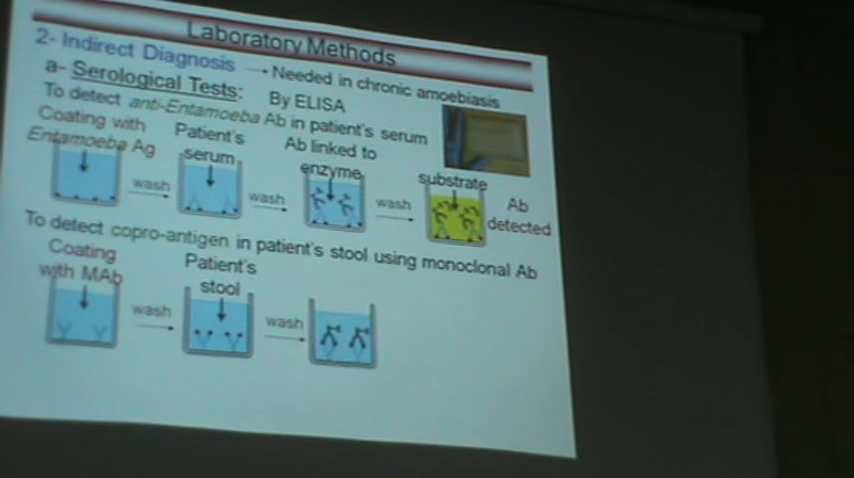 Laboratory Methods
2- Indirect Diagnosis → Needed in chronic amoebiasis
a- Serological Tests: By ELISA
To detect anti-Entamoeba Ab in patient's serum
Coating with Entamoeba Ag
Patient's serum
Ab linked to enzyme
substrate
wash
wash
wash
Ab detected
To detect copro-antigen in patient's stool using monoclonal Ab
Coating with MAb
Patient's stool
wash
wash